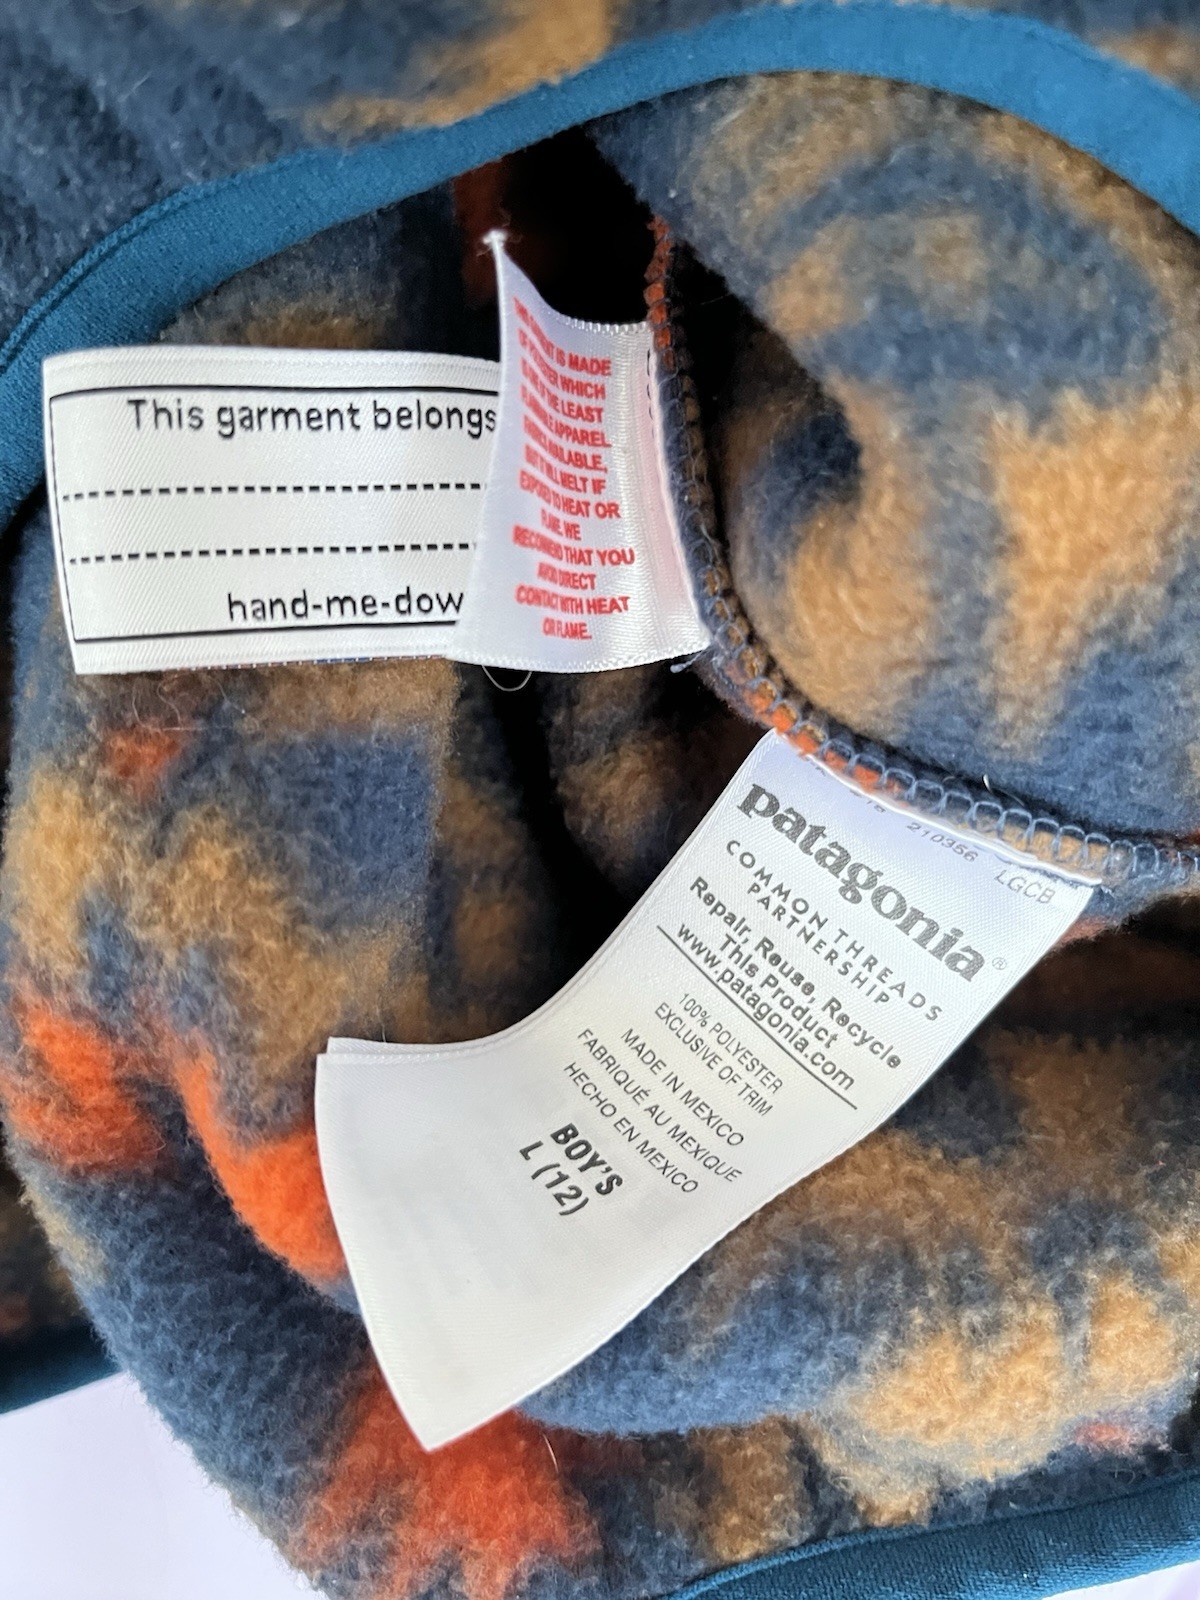 This garment belongs
hand-me-dow
IS MADE
OF POLYESTER WHICH
IS ONE OF THE LEAST
FLAMMABLE APPAREL
FABRICS AVAILABLE,
BUT IT WILL MELT IF
EXPOSED TO HEAT OR
FLAME. WE
RECOMMEND THAT YOU
AVOID DIRECT
CONTACT WITH HEAT
OR FLAME.
210356
LGCB
patagonia®
COMMON THREADS
PARTNERSHIP
Repair, Reuse, Recycle
This Product
www.patagonia.com
100% POLYESTER
EXCLUSIVE OF TRIM
MADE IN MEXICO
FABRIQUÉ AU MEXIQUE
HECHO EN MEXICO
BOY'S
L (12)